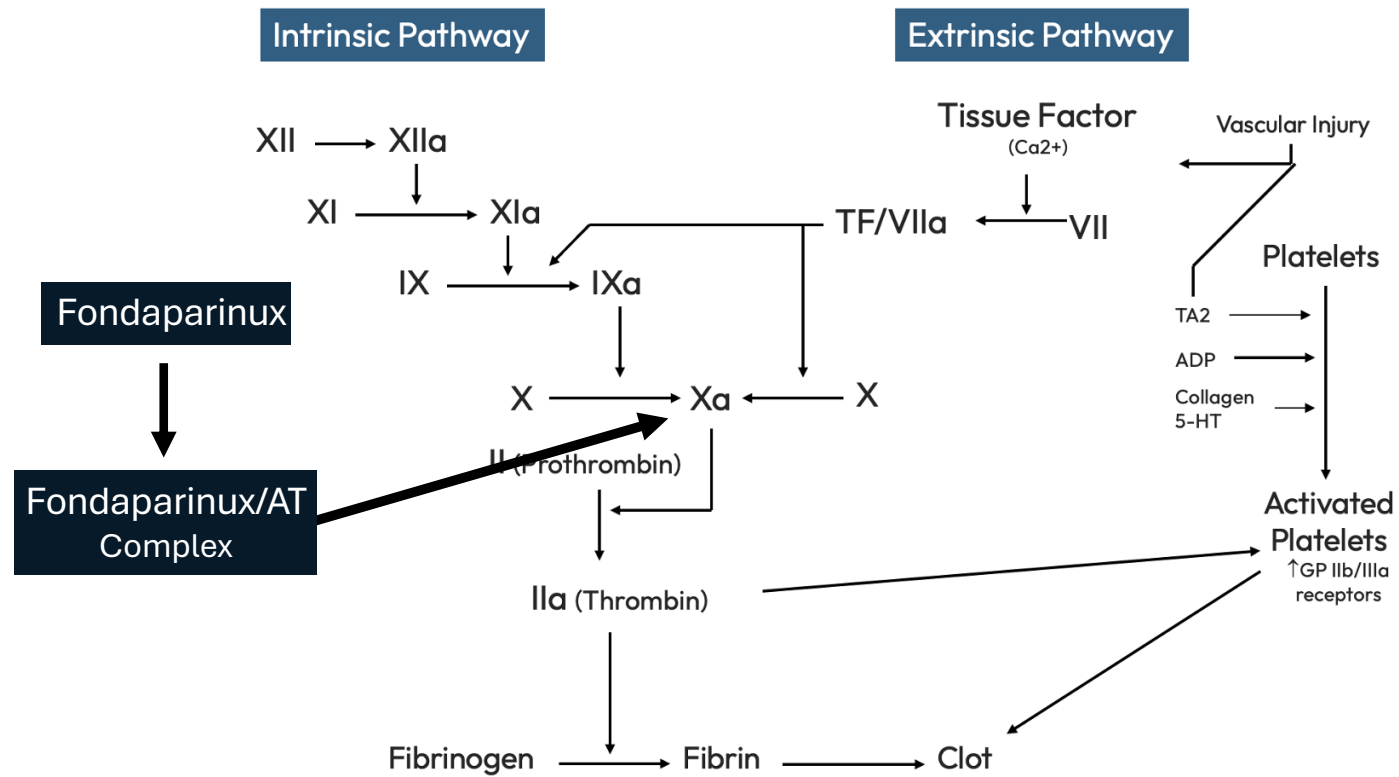 Intrinsic Pathway
Extrinsic Pathway
Tissue Factor
(Ca2+)
Vascular Injury
XII
XIIa
XI
XIa
TF/VIIa
VII
Platelets
IX
IXa
Fondaparinux
TA2
ADP
Collagen
5-HT
X
Xa
X
II (Prothrombin)
Fondaparinux/AT
Complex
Activated
Platelets
↑GP IIb/IIIa
receptors
IIa (Thrombin)
Fibrinogen
Fibrin
Clot